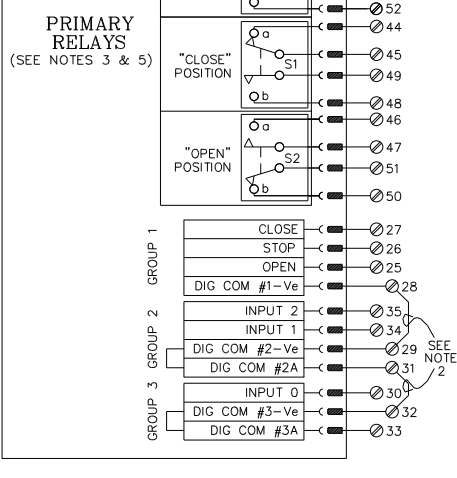 52
PRIMARY
RELAYS
(SEE NOTES 3 & 5)
"CLOSE"
POSITION
a
S1
b
44
45
49
48
"OPEN"
POSITION
a
S2
b
46
47
51
50
GROUP 1
CLOSE 27
STOP 26
OPEN 25
DIG COM #1-Ve 28
GROUP 2
INPUT 2 35
INPUT 1 34
DIG COM #2-Ve 29
DIG COM #2A 31
SEE
NOTE
2
GROUP 3
INPUT 0 30
DIG COM #3-Ve 32
DIG COM #3A 33